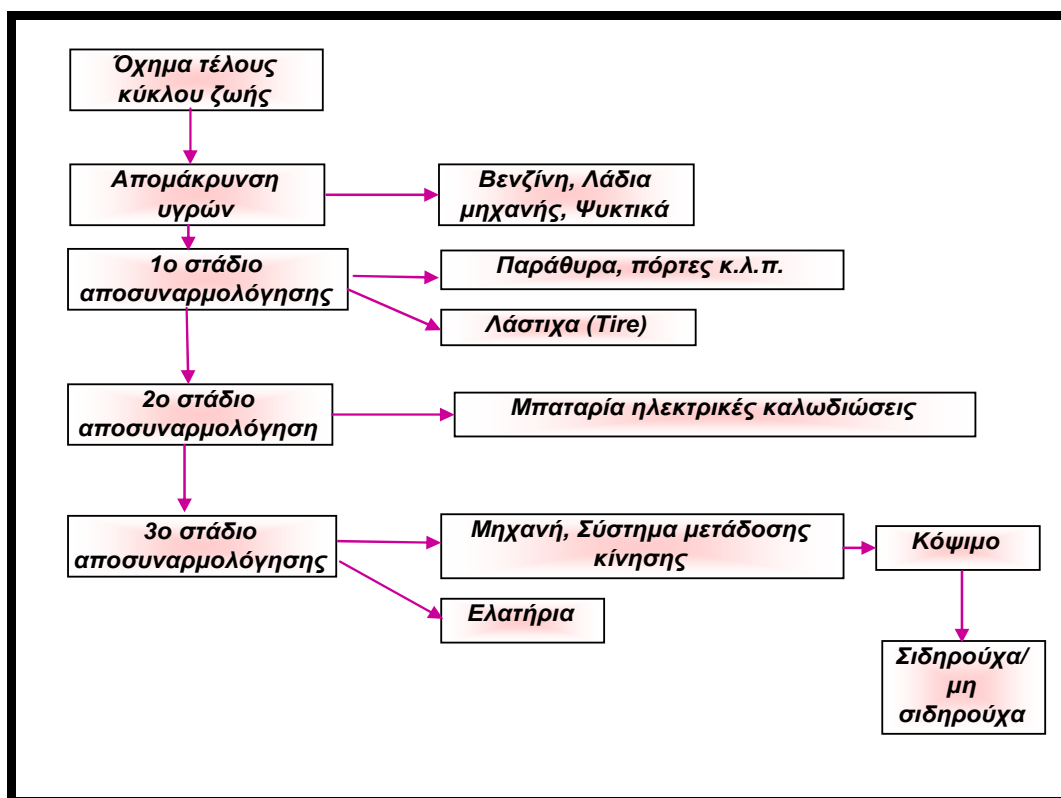 Όχημα τέλους
κύκλου ζωής
Απομάκρυνση
υγρών
Βενζίνη, Λάδια
μηχανής, Ψυκτικά
1ο στάδιο
αποσυναρμολόγησης
Παράθυρα, πόρτες κ.λ.π.
Λάστιχα (Tire)
2ο στάδιο
αποσυναρμολόγηση
Μπαταρία ηλεκτρικές καλωδιώσεις
3ο στάδιο
αποσυναρμολόγησης
Μηχανή, Σύστημα μετάδοσης
κίνησης
Κόψιμο
Ελατήρια
Σιδηρούχα/
μη
σιδηρούχα